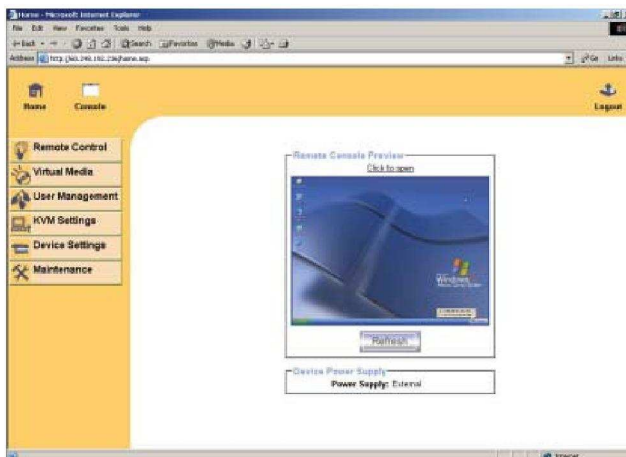 Home - Microsoft Internet Explorer
File Edit View Favorites Tools Help
Back Search Favorites Media
Address
Go Links
Home Console Logout
Remote Control
Virtual Media
User Management
KVM Settings
Device Settings
Maintenance
Remote Console Preview
Click to open
Windows
Refresh
Device Power Supply
Power Supply: External
Internet